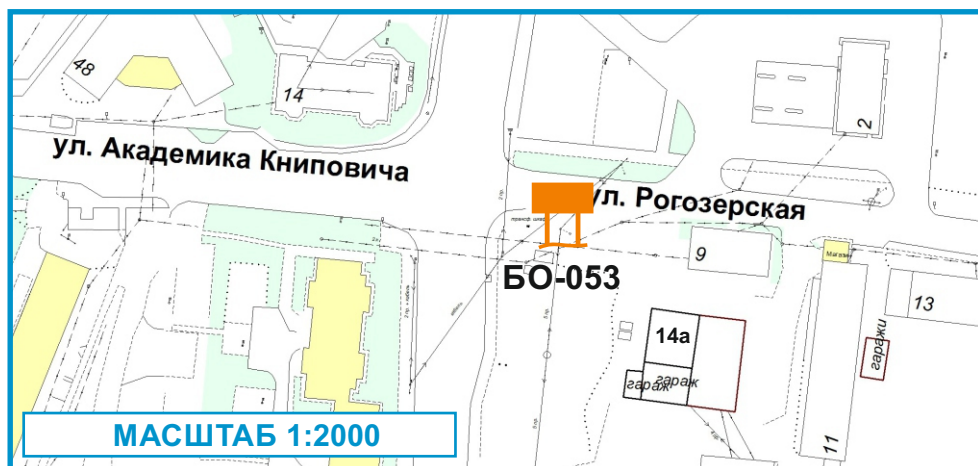 48
14
2
ул. Академика Книповича
ул. Рогозерская
БО-053
9
Магазин
13
14а
гараж
гараж
гаражи
11
МАСШТАБ 1:2000